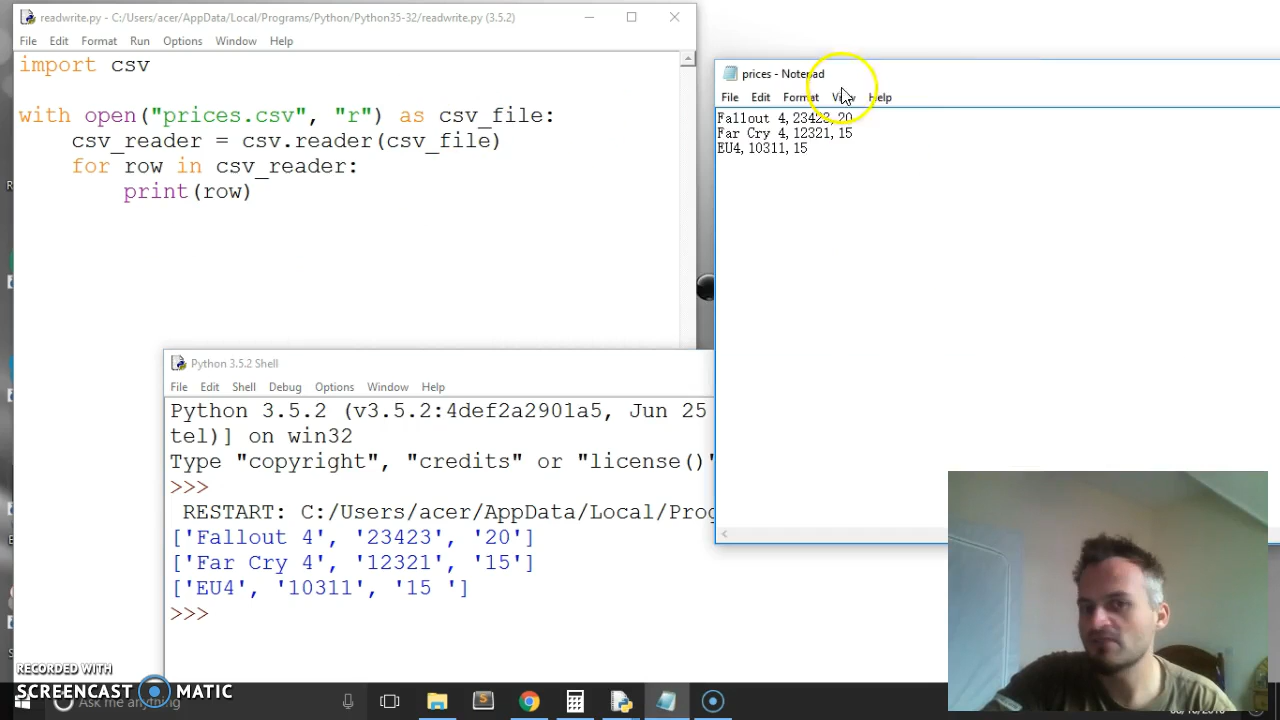 readwrite.py - C:/Users/acer/AppData/Local/Programs/Python/Python35-32/readwrite.py (3.5.2)
File Edit Format Run Options Window Help
import csv
with open("prices.csv", "r") as csv_file:
csv_reader = csv.reader(csv_file)
for row in csv_reader:
print(row)
prices - Notepad
File Edit Format View Help
Fallout 4,23423,20
Far Cry 4,12321,15
EU4,10311,15
Python 3.5.2 Shell
File Edit Shell Debug Options Window Help
Python 3.5.2 (v3.5.2:4def2a2901a5, Jun 25
tel)] on win32
Type "copyright", "credits" or "license()"
>>>
RESTART: C:/Users/acer/AppData/Local/Prog
['Fallout 4', '23423', '20']
['Far Cry 4', '12321', '15']
['EU4', '10311', '15 ']
>>>
RECORDED WITH
SCREENCAST MATIC
Ask me anything